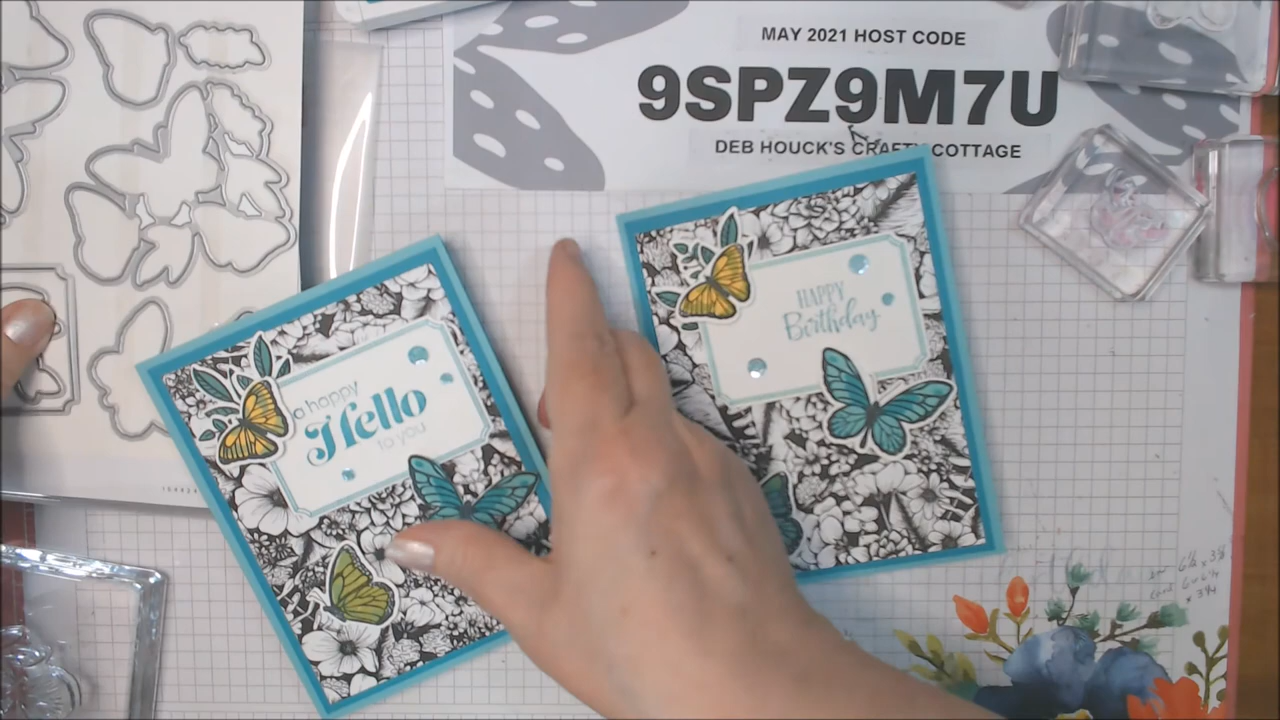 MAY 2021 HOST CODE
9SPZ9M7U
DEB HOUCK'S CRAFTY COTTAGE
HAPPY
Birthday
a happy
Hello
to you